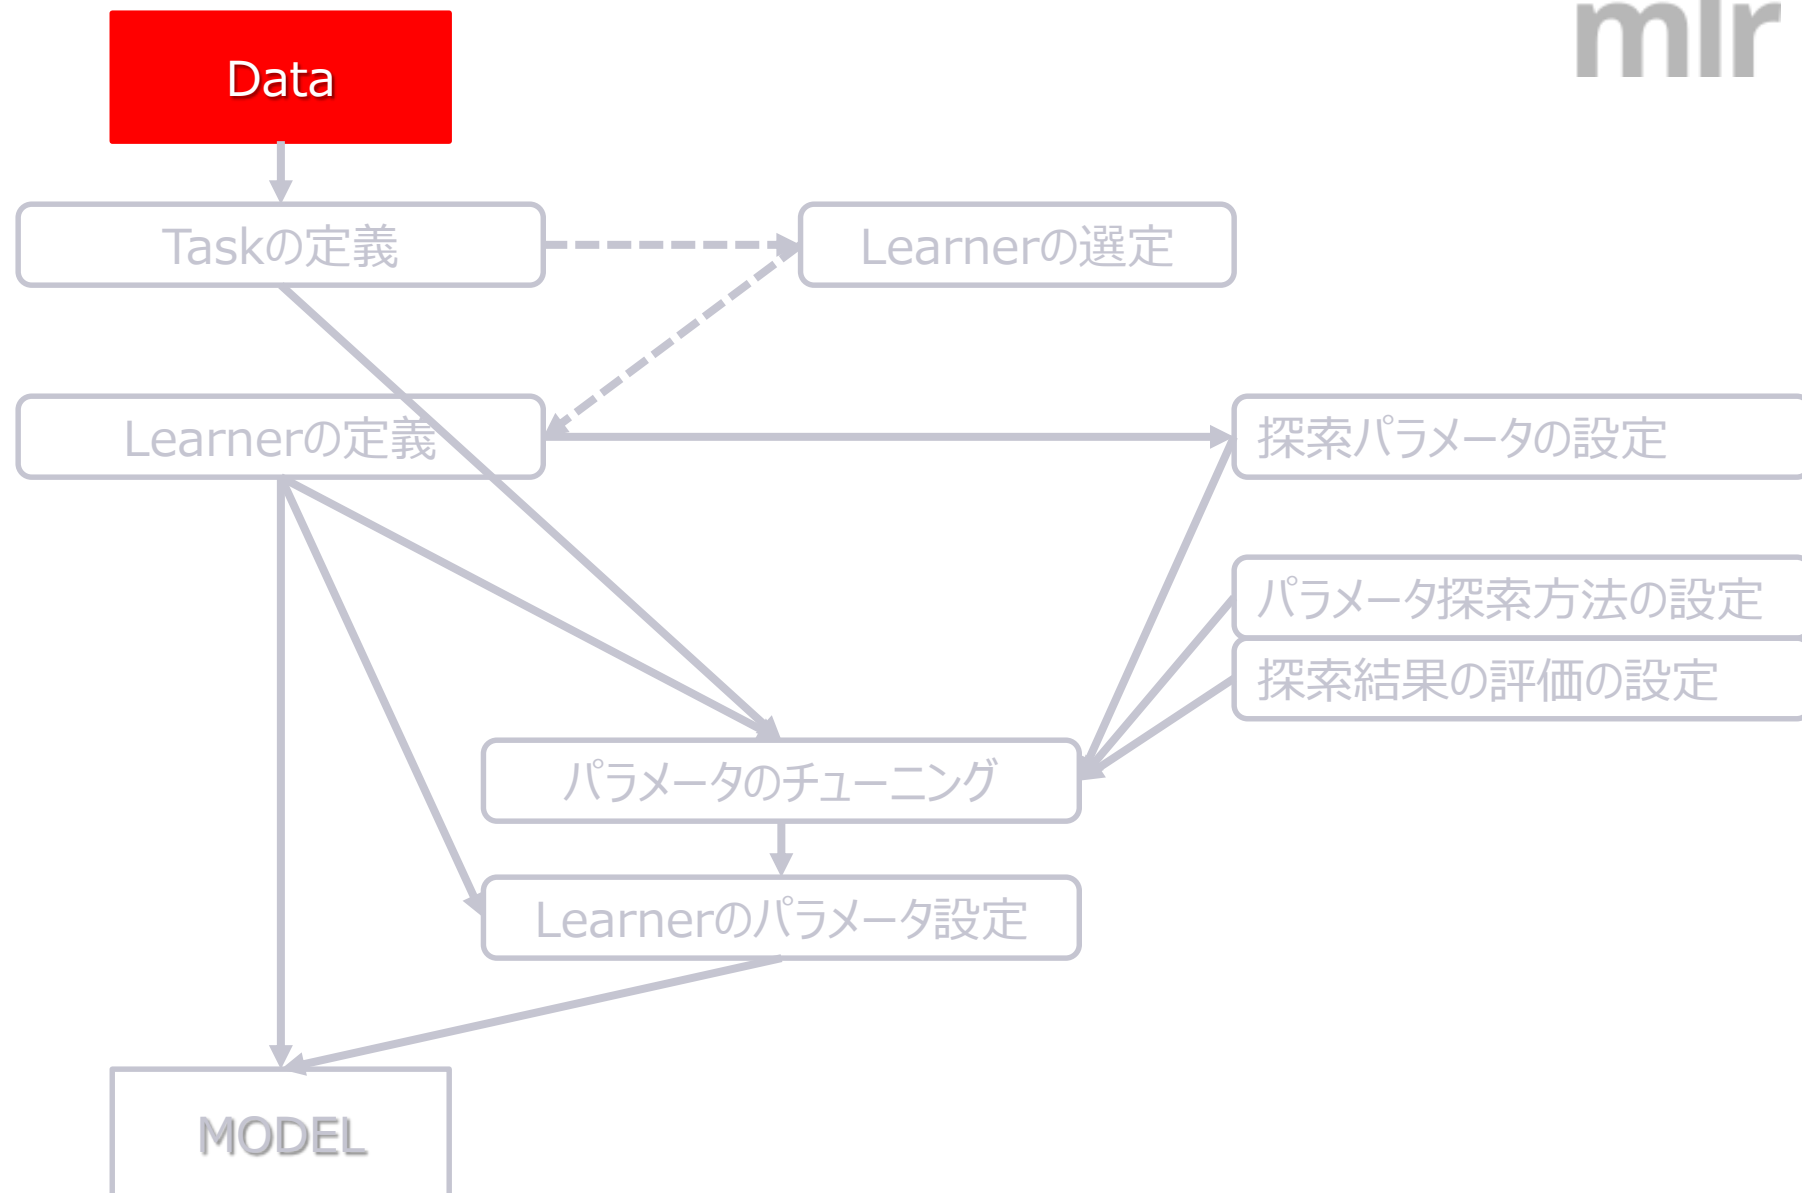 mlr
Data
Taskの定義
Learnerの選定
Learnerの定義
探索パラメータの設定
パラメータ探索方法の設定
探索結果の評価の設定
パラメータのチューニング
Learnerのパラメータ設定
MODEL